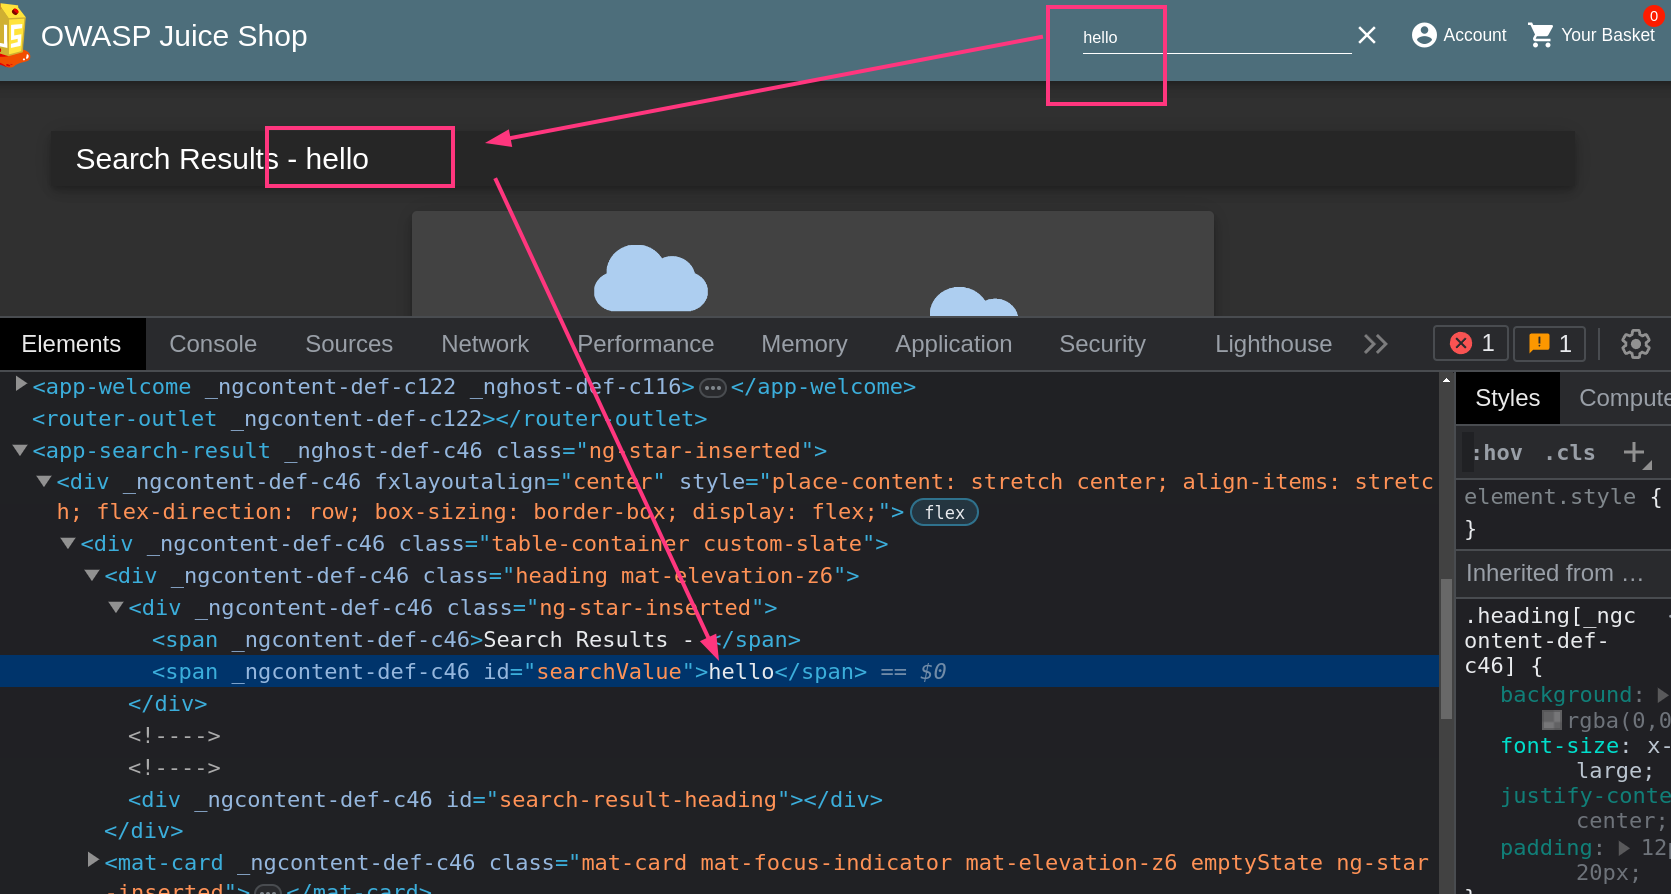 OWASP Juice Shop
hello
Account
Your Basket
0
Search Results - hello
Elements Console Sources Network Performance Memory Application Security Lighthouse
1 1
<app-welcome _ngcontent-def-c122 _nghost-def-c116> </app-welcome>
<router-outlet _ngcontent-def-c122></router-outlet>
<app-search-result _nghost-def-c46 class="ng-star-inserted">
<div _ngcontent-def-c46 fxlayoutalign="center" style="place-content: stretch center; align-items: stretc
h; flex-direction: row; box-sizing: border-box; display: flex;"> flex
<div _ngcontent-def-c46 class="table-container custom-slate">
<div _ngcontent-def-c46 class="heading mat-elevation-z6">
<div _ngcontent-def-c46 class="ng-star-inserted">
<span _ngcontent-def-c46>Search Results - </span>
<span _ngcontent-def-c46 id="searchValue">hello</span> == $0
</div>
<!---->
<!---->
<div _ngcontent-def-c46 id="search-result-heading"></div>
</div>
<mat-card _ngcontent-def-c46 class="mat-card mat-focus-indicator mat-elevation-z6 emptyState ng-star
-inserted"> </mat-card>
Styles Compute
:hov .cls
element.style {
}
Inherited from …
.heading[_ngc
ontent-def-
c46] {
background:
rgba(0,0
font-size: x-
large;
justify-conte
center;
padding: 12p
20px;
}